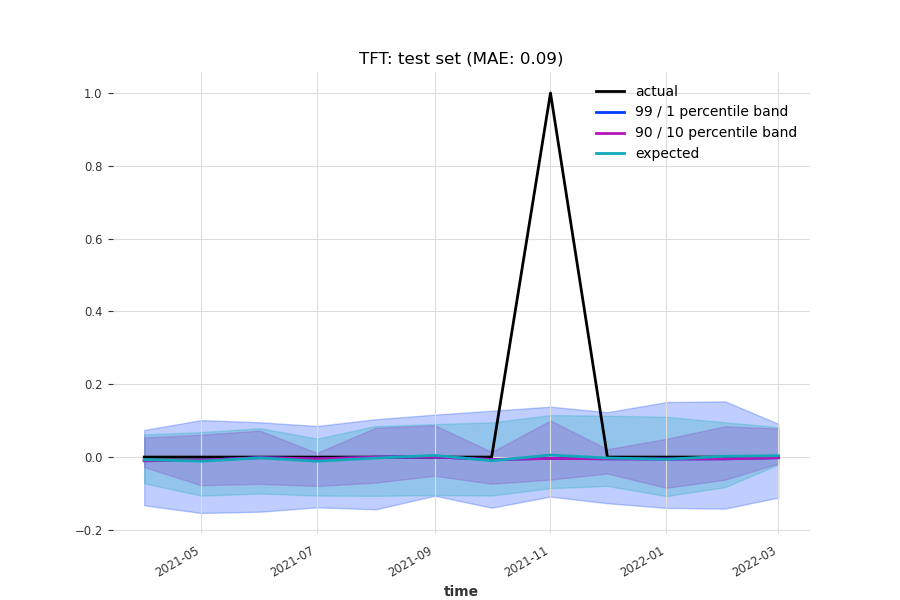 TFT: test set (MAE: 0.09)
actual
99 / 1 percentile band
90 / 10 percentile band
expected
1.0
0.8
0.6
0.4
0.2
0.0
−0.2
2021-05
2021-07
2021-09
2021-11
2022-01
2022-03
time